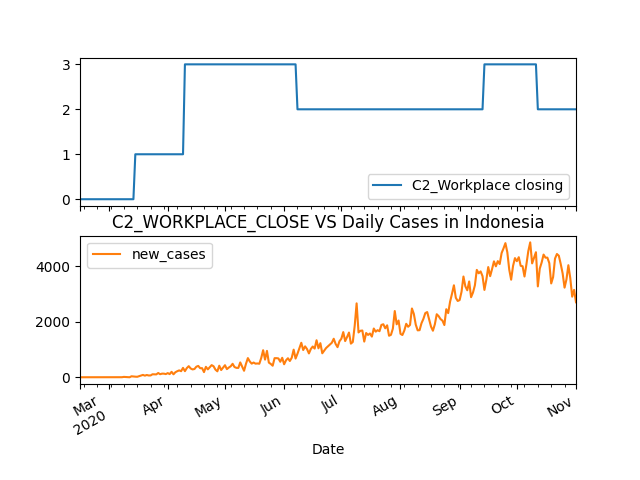 3
2
1
0
C2_Workplace closing
C2_WORKPLACE_CLOSE VS Daily Cases in Indonesia
new_cases
4000
2000
0
Mar
2020
Apr
May
Jun
Jul
Aug
Sep
Oct
Nov
Date